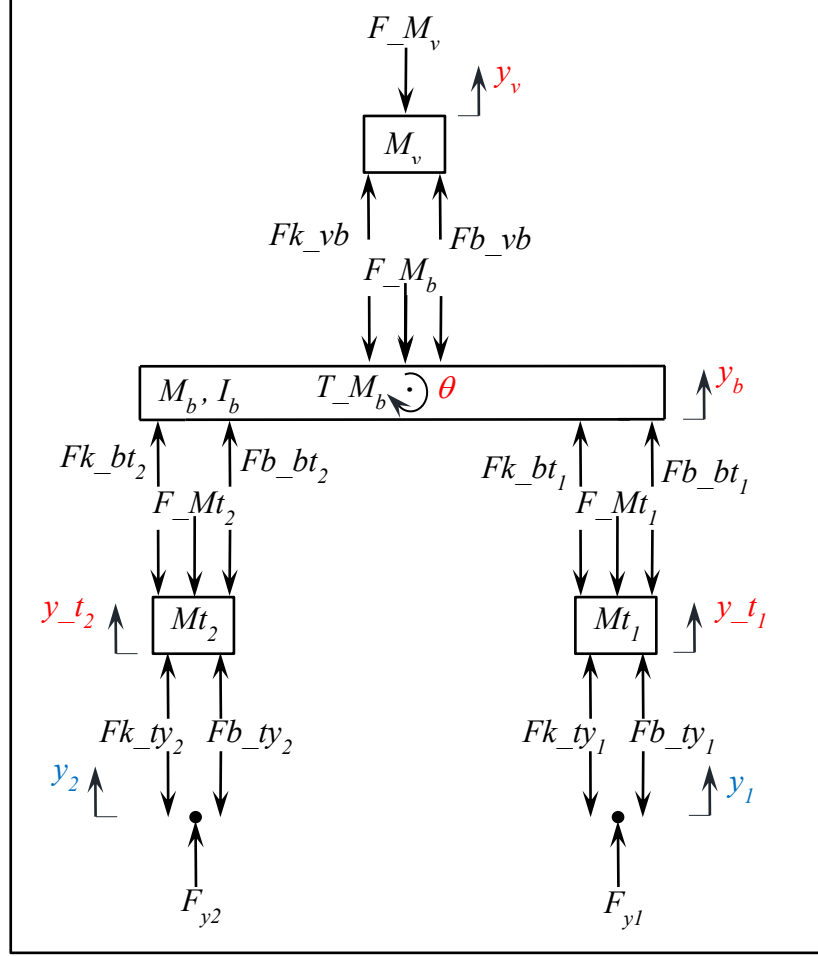 F_M_v
y_v
M_v
Fk_vb Fb_vb
F_M_b
M_b, I_b T_M_b θ y_b
Fk_bt_2 Fb_bt_2 Fk_bt_1 Fb_bt_1
F_Mt_2 F_Mt_1
y_t_2 Mt_2 Mt_1 y_t_1
Fk_ty_2 Fb_ty_2 Fk_ty_1 Fb_ty_1
y_2 y_1
F_y2 F_y1